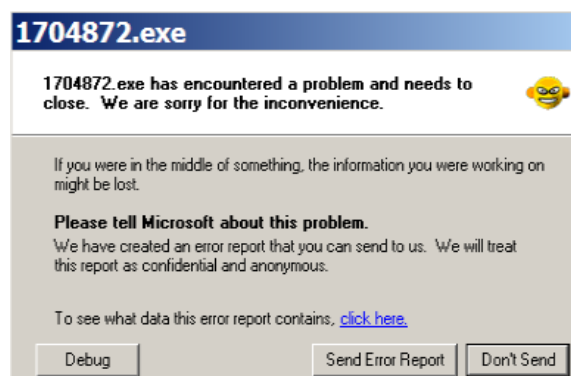 1704872.exe
1704872.exe has encountered a problem and needs to
close.  We are sorry for the inconvenience.
If you were in the middle of something, the information you were working on
might be lost.
Please tell Microsoft about this problem.
We have created an error report that you can send to us.  We will treat
this report as confidential and anonymous.
To see what data this error report contains, click here.
Debug
Send Error Report
Don't Send